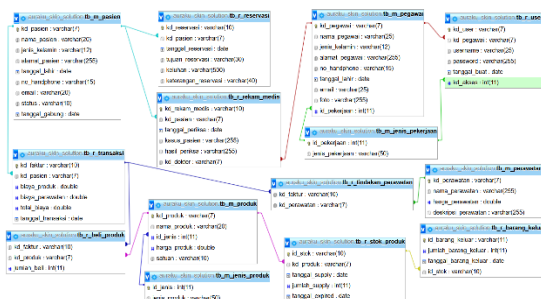 auraku_skin_solution tb_m_pasien
kd_pasien : varchar(7)
nama_pasien : varchar(20)
jenis_kelamin : varchar(12)
alamat_pasien : varchar(255)
tanggal_lahir : date
no_handphone : varchar(15)
email : varchar(20)
status : varchar(10)
tanggal_gabung : date
tb_r_reservasi
kd_reservasi : varchar(10)
kd_pasien : varchar(7)
tanggal_reservasi : date
tujuan_reservasi : varchar(30)
keluhan : varchar(500)
keterangan_reservasi : varchar(40)
tb_r_rekam_medis
kd_rekam_medis : varchar(10)
kd_pasien : varchar(7)
tanggal_periksa : date
kasus_pasien : varchar(255)
hasil_periksa : varchar(255)
kd_dokter : varchar(7)
tb_m_pegawai
kd_pegawai : varchar(7)
nama_pegawai : varchar(25)
jenis_kelamin : varchar(12)
alamat_pegawai : varchar(255)
no_handphone : varchar(15)
tanggal_lahir : date
email : varchar(25)
foto : varchar(255)
id_pekerjaan : int(11)
tb_r_user
kd_user : varchar(7)
kd_pegawai : varchar(7)
username : varchar(25)
password : varchar(255)
tanggal_buat : date
kd_akses : int(11)
tb_m_jenis_pekerjaan
id_pekerjaan : int(11)
jenis_pekerjaan : varchar(50)
tb_r_transaksi
kd_faktur : varchar(10)
kd_pasien : varchar(7)
biaya_produk : double
biaya_perawatan : double
total_biaya : double
tanggal_transaksi : date
tb_r_tindakan_perawatan
kd_faktur : varchar(10)
kd_perawatan : varchar(7)
tb_m_perawatan
kd_perawatan : varchar(7)
nama_perawatan : varchar(255)
harga_perawatan : double
deskripsi_perawatan : varchar(255)
tb_r_beli_produk
kd_faktur : varchar(10)
kd_produk : varchar(7)
jumlah_beli : int(11)
tb_m_produk
kd_produk : varchar(7)
nama_produk : varchar(20)
id_jenis : int(11)
harga_produk : double
satuan : varchar(10)
tb_m_jenis_produk
id_jenis : int(11)
jenis_produk : varchar(50)
tb_r_stok_produk
kd_stok : varchar(10)
kd_produk : varchar(7)
tanggal_supply : date
jumlah_supply : int(11)
tanggal_expired : date
kd_barang_keluar : varchar(11)
jumlah_barang_keluar : int(11)
tanggal_barang_keluar : date
id_stok : varchar(10)